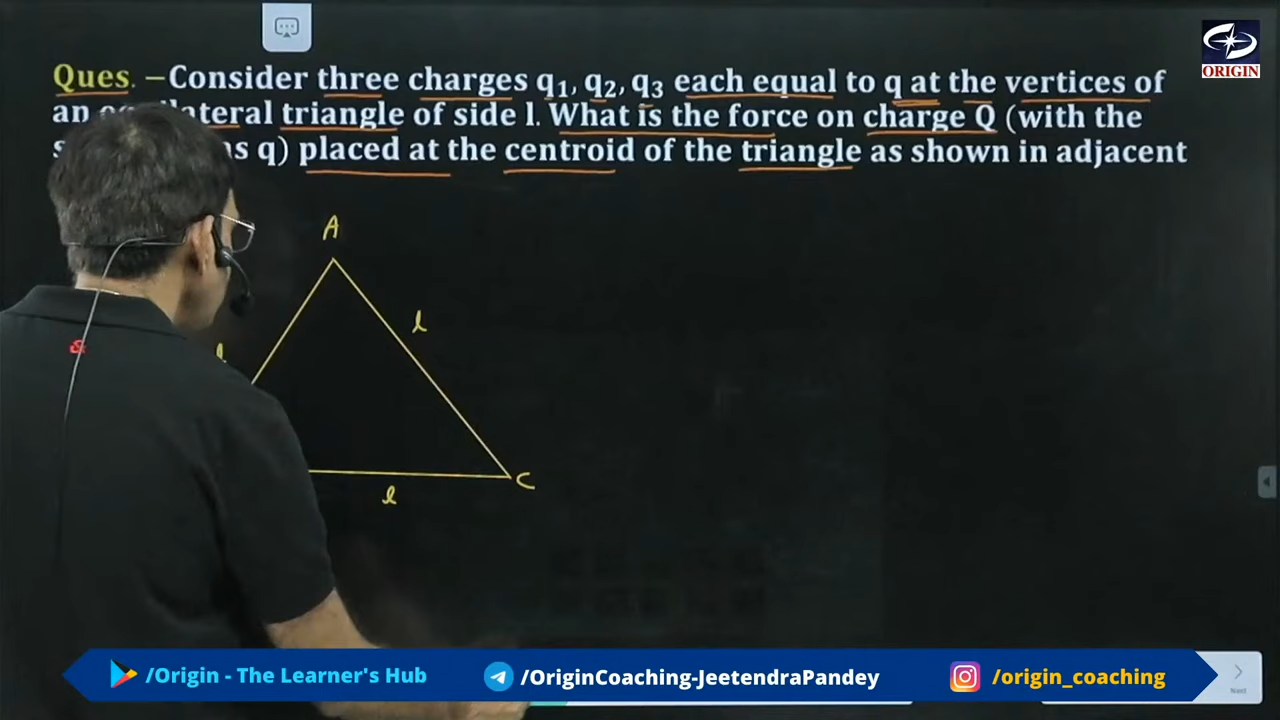 ORIGIN
Ques. –Consider three charges q₁, q₂, q₃ each equal to q at the vertices of
an triangle of side l. What is the force on charge Q (with the
q) placed at the centroid of the triangle as shown in adjacent
A
l
l
C
/Origin - The Learner's Hub
/OriginCoaching-JeetendraPandey
/origin_coaching
Next